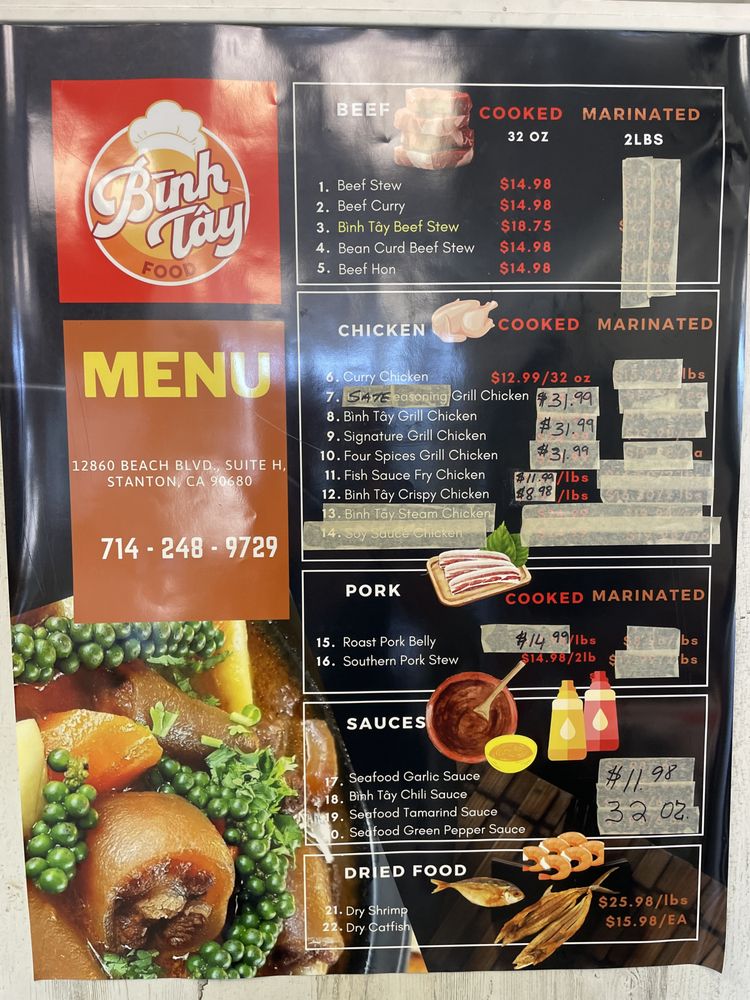 Bình
Tây
FOOD
MENU
12860 BEACH BLVD., SUITE H,
STANTON, CA 90680
714 - 248 - 9729
BEEF COOKED MARINATED
32 OZ 2LBS
1. Beef Stew $14.98
2. Beef Curry $14.98
3. Bình Tây Beef Stew $18.75
4. Bean Curd Beef Stew $14.98
5. Beef Hon $14.98
CHICKEN COOKED MARINATED
6. Curry Chicken $12.99/32 oz lbs
7. SATE easoning Grill Chicken $31.99
8. Bình Tây Grill Chicken
9. Signature Grill Chicken $31.99
10. Four Spices Grill Chicken $31.99
11. Fish Sauce Fry Chicken $11.99/lbs
12. Bình Tây Crispy Chicken $8.98/lbs
13. Bình Tây Steam Chicken
14. Soy Sauce Chicken
PORK COOKED MARINATED
15. Roast Pork Belly $14.99/lbs bs
16. Southern Pork Stew $14.98/2lb bs
SAUCES
17. Seafood Garlic Sauce
18. Bình Tây Chili Sauce
19. Seafood Tamarind Sauce
20. Seafood Green Pepper Sauce
$11.98
32 OZ.
DRIED FOOD
21. Dry Shrimp $25.98/lbs
22. Dry Catfish $15.98/EA